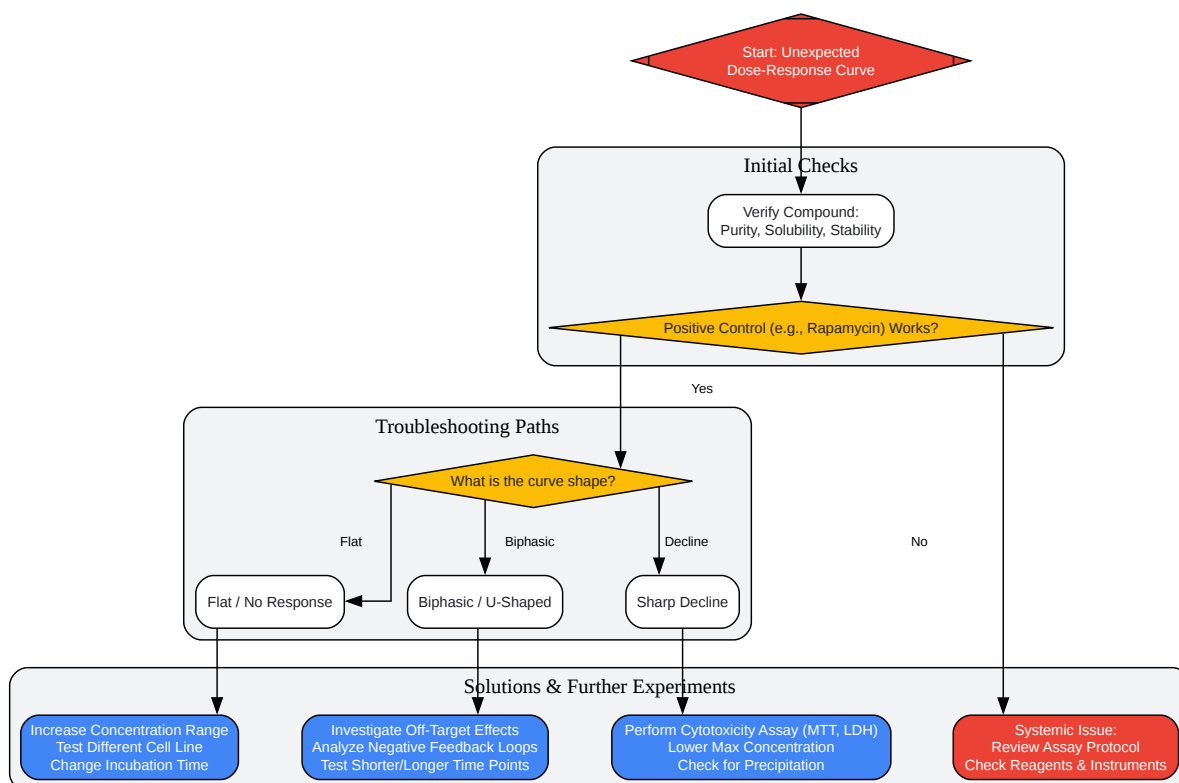 Start: Unexpected
Dose-Response Curve
Initial Checks
Verify Compound:
Purity, Solubility, Stability
Positive Control (e.g., Rapamycin) Works?
Yes
Troubleshooting Paths
What is the curve shape?
Flat
Biphasic
Decline
No
Flat / No Response
Biphasic / U-Shaped
Sharp Decline
Solutions & Further Experiments
Increase Concentration Range
Test Different Cell Line
Change Incubation Time
Investigate Off-Target Effects
Analyze Negative Feedback Loops
Test Shorter/Longer Time Points
Perform Cytotoxicity Assay (MTT, LDH)
Lower Max Concentration
Check for Precipitation
Systemic Issue:
Review Assay Protocol
Check Reagents & Instruments